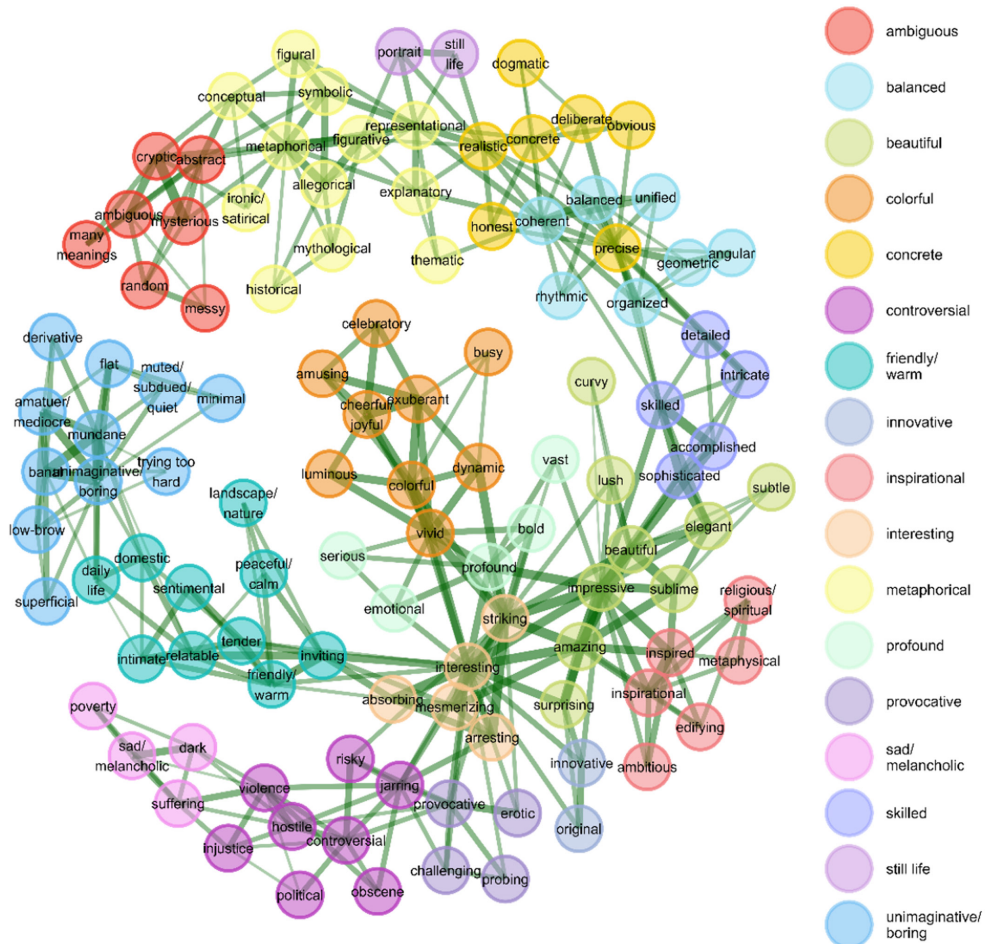 figural
portrait
still
life
dogmatic
conceptual
symbolic
representational
deliberate
obvious
metaphorical
figurative
realistic
concrete
cryptic
abstract
allegorical
explanatory
balanced
unified
ironic/
satirical
ambiguous
mysterious
honest
coherent
many
meanings
mythological
thematic
precise
geometric
angular
random
messy
historical
rhythmic
organized
derivative
flat
muted/
subdued/
quiet
minimal
celebratory
busy
detailed
intricate
amatuer/
mediocre
mundane
amusing
exuberant
cheerful/
joyful
curvy
skilled
banal
unimaginative/
boring
trying too
hard
luminous
colorful
dynamic
vast
lush
accomplished
sophisticated
subtle
low-brow
landscape/
nature
vivid
bold
elegant
superficial
daily
life
domestic
sentimental
peaceful/
calm
serious
profound
beautiful
emotional
impressive
sublime
religious/
spiritual
intimate
relatable
tender
inviting
striking
friendly/
warm
interesting
amazing
inspired
metaphysical
absorbing
mesmerizing
surprising
inspirational
edifying
poverty
sad/
melancholic
dark
arresting
risky
innovative
ambitious
suffering
violence
jarring
provocative
erotic
injustice
hostile
controversial
original
political
obscene
challenging
probing
ambiguous
balanced
beautiful
colorful
concrete
controversial
friendly/
warm
innovative
inspirational
interesting
metaphorical
profound
provocative
sad/
melancholic
skilled
still life
unimaginative/
boring